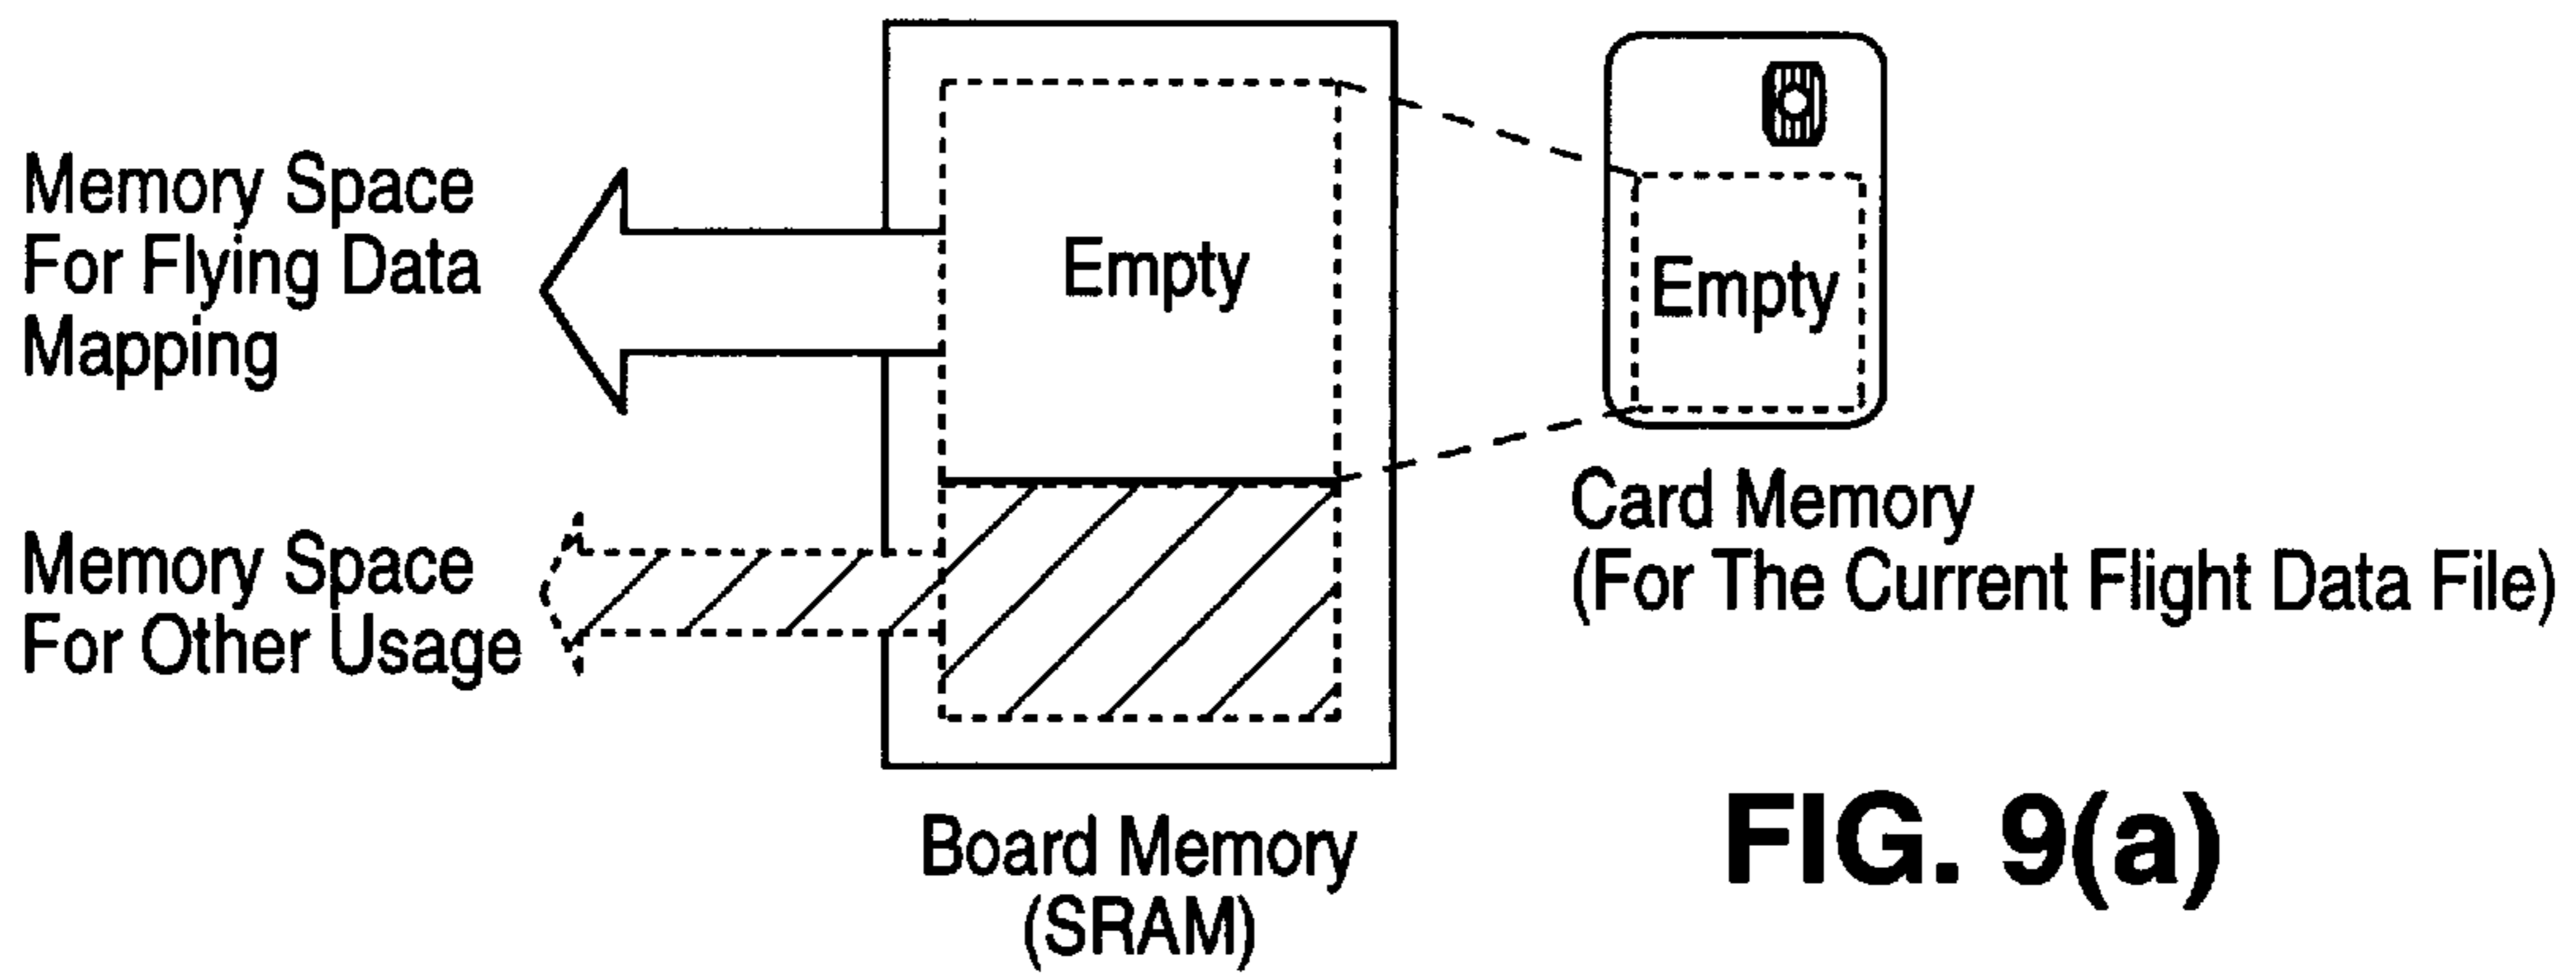 Memory Space
For Flying Data
Mapping
Empty
Empty
Memory Space
For Other Usage
Card Memory
(For The Current Flight Data File)
Board Memory
(SRAM)
FIG. 9(a)